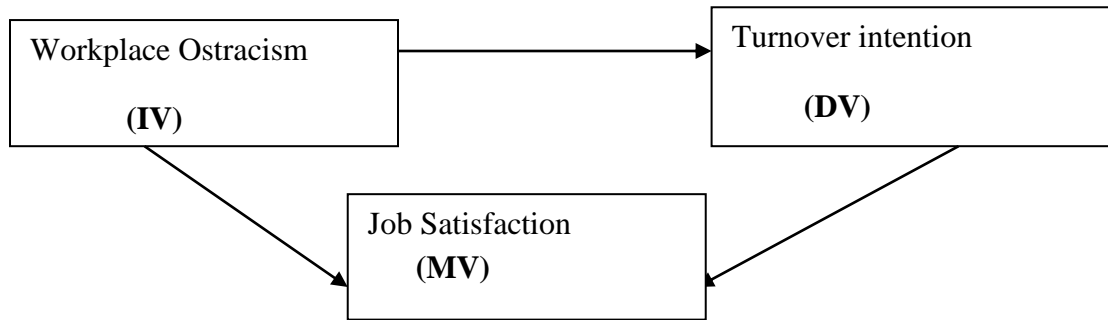 Workplace Ostracism
(IV)
Turnover intention
(DV)
Job Satisfaction
(MV)